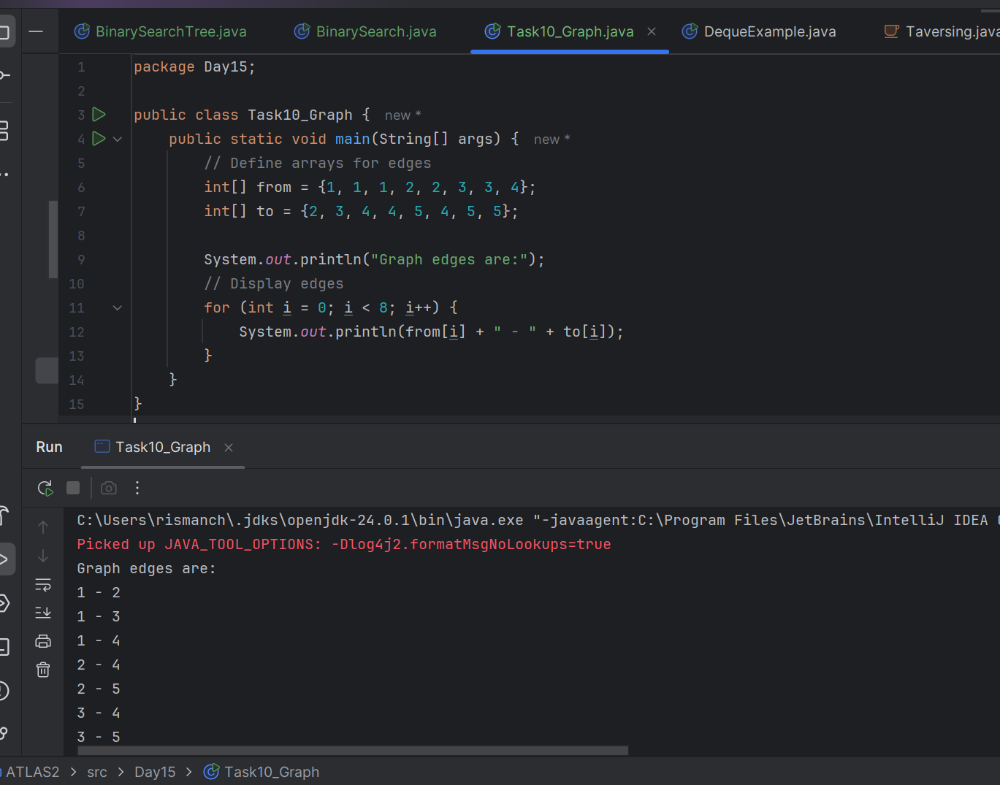 BinarySearchTree.java BinarySearch.java Task10_Graph.java DequeExample.java Taversing.java
1 package Day15;
2
3 public class Task10_Graph { new *
4 public static void main(String[] args) { new *
5 // Define arrays for edges
6 int[] from = {1, 1, 1, 2, 2, 3, 3, 4};
7 int[] to = {2, 3, 4, 4, 5, 4, 5, 5};
8
9 System.out.println("Graph edges are:");
10 // Display edges
11 for (int i = 0; i < 8; i++) {
12 System.out.println(from[i] + " - " + to[i]);
13 }
14 }
15 }
Run Task10_Graph
C:\Users\rismanch\.jdks\openjdk-24.0.1\bin\java.exe "-javaagent:C:\Program Files\JetBrains\IntelliJ IDEA
Picked up JAVA_TOOL_OPTIONS: -Dlog4j2.formatMsgNoLookups=true
Graph edges are:
1 - 2
1 - 3
1 - 4
2 - 4
2 - 5
3 - 4
3 - 5
ATLAS2 > src > Day15 > Task10_Graph